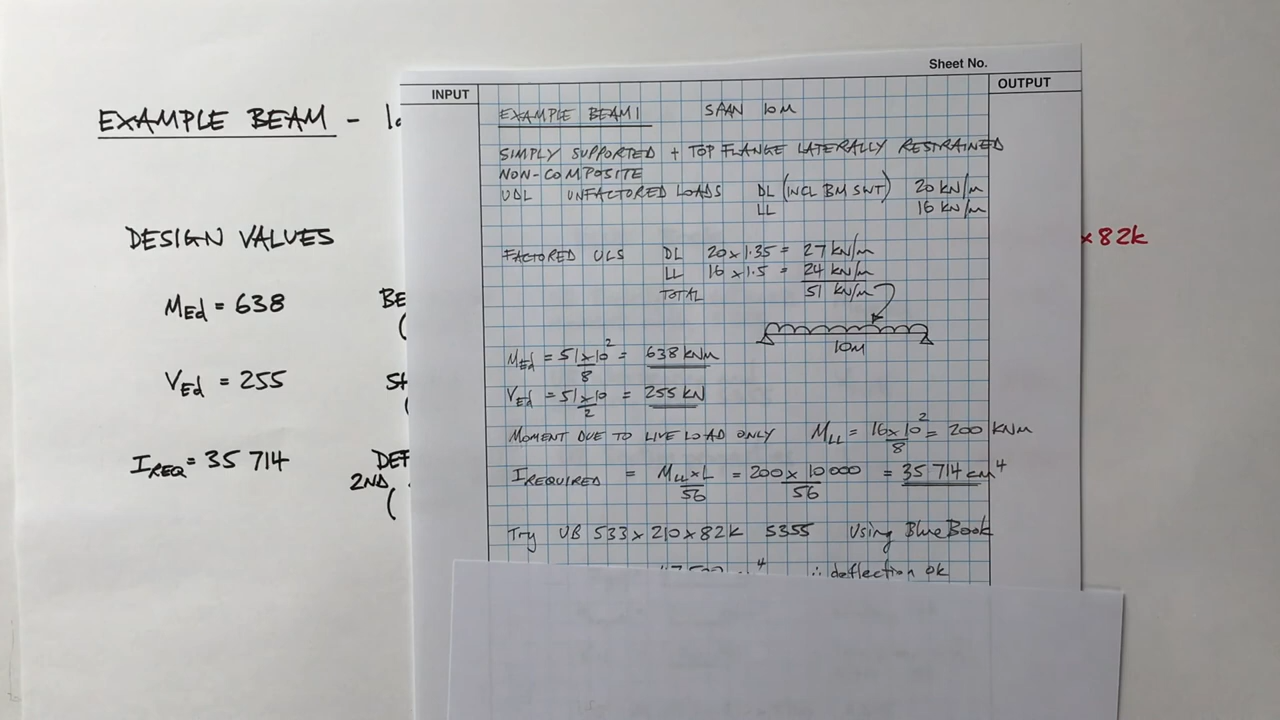 EXAMPLE BEAM - 10
DESIGN VALUES
MEd = 638
BE
(
VEd = 255
SH
(
IREQ = 35 714
DEF
2ND
(
×82k
Sheet No.
INPUT
OUTPUT
EXAMPLE BEAM 1 SPAN 10M
SIMPLY SUPPORTED + TOP FLANGE LATERALLY RESTRAINED
NON-COMPOSITE
UDL UNFACTORED LOADS DL (INCL BM SWT) 20 kN/m
LL 16 kN/m
FACTORED ULS DL 20×1.35 = 27 kN/m
LL 16×1.5 = 24 kN/m
TOTAL 51 kN/m
10M
MEd = 51×10²/8 = 638 kNm
VEd = 51×10/2 = 255 kN
MOMENT DUE TO LIVE LOAD ONLY MLL = 16×10²/8 = 200 kNm
IREQUIRED = MLL×L/56 = 200×10000/56 = 35 714 cm⁴
Try UB 533×210×82k S355 Using Blue Book
⁴ ∴ deflection ok